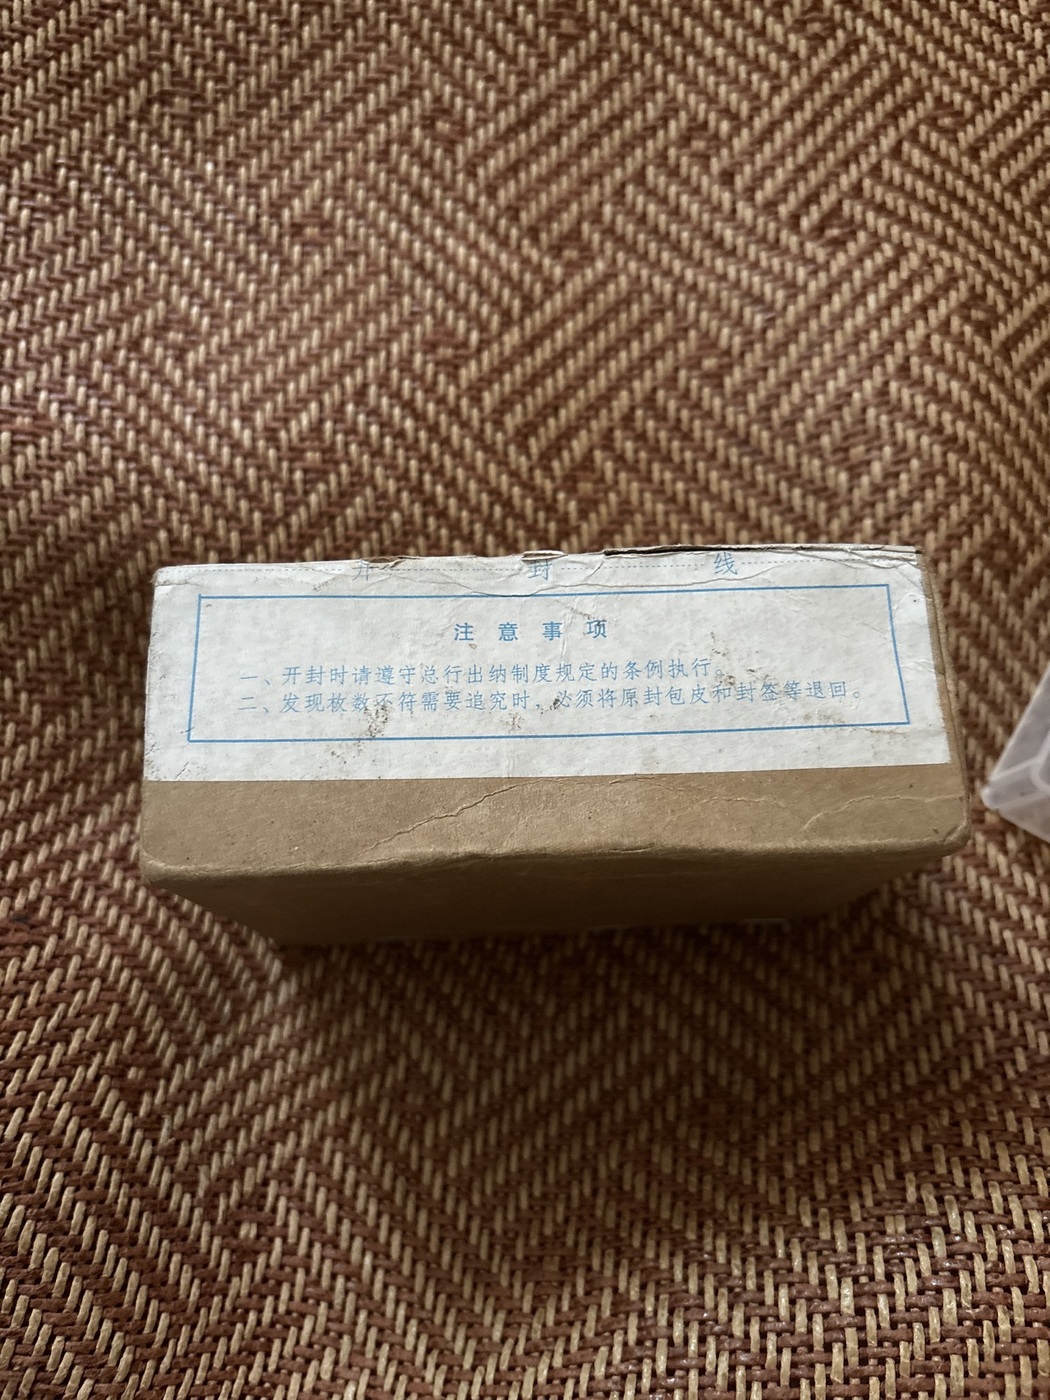 开 封 线
注意事项
一、开封时请遵守总行出纳制度规定的条例执行。
二、发现枚数不符需要追究时，必须将原封包皮和封签等退回。